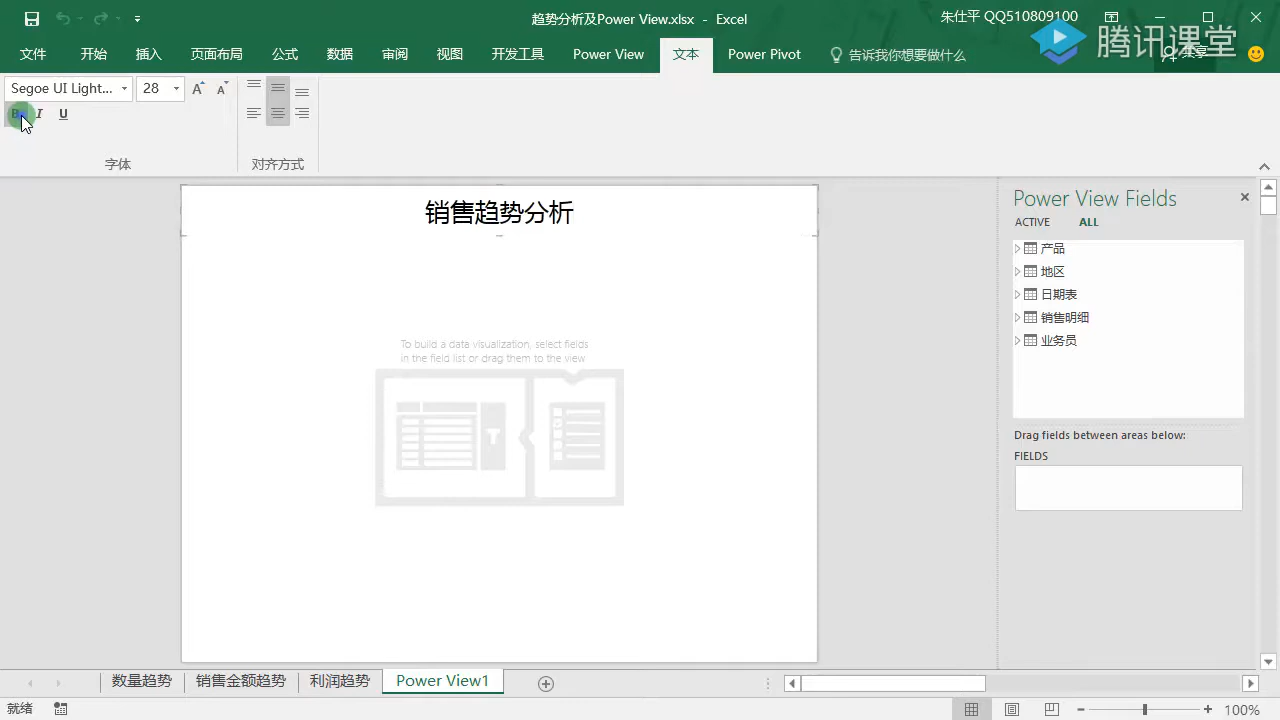 趋势分析及Power View.xlsx - Excel
朱仕平 QQ510809100
腾讯课堂
文件 开始 插入 页面布局 公式 数据 审阅 视图 开发工具 Power View 文本 Power Pivot 告诉我你想要做什么
Segoe UI Light... 28
B I U
字体 对齐方式
销售趋势分析
To build a data visualization, select fields
in the field list or drag them to the view
Power View Fields
ACTIVE ALL
产品
地区
日期表
销售明细
业务员
Drag fields between areas below:
FIELDS
数量趋势 销售金额趋势 利润趋势 Power View1
就绪 100%